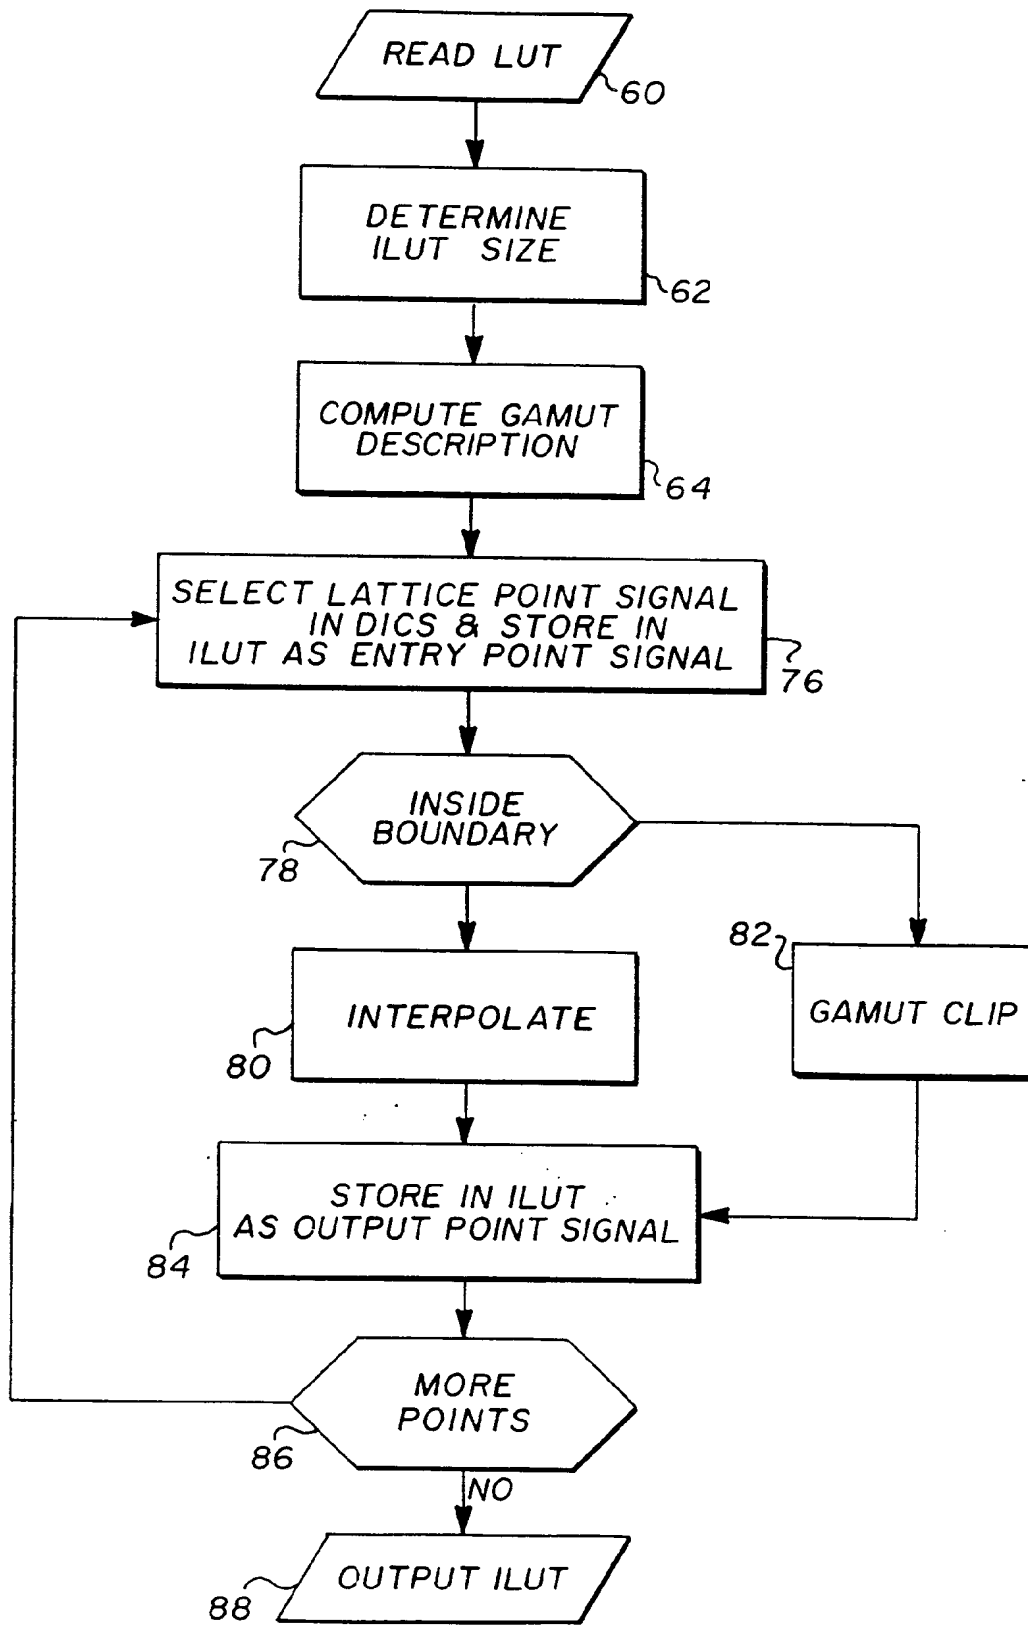 READ LUT
60
DETERMINE
ILUT SIZE
62
COMPUTE GAMUT
DESCRIPTION
64
SELECT LATTICE POINT SIGNAL
IN DICS & STORE IN
ILUT AS ENTRY POINT SIGNAL
76
INSIDE
BOUNDARY
78
82
GAMUT CLIP
INTERPOLATE
80
STORE IN ILUT
AS OUTPUT POINT SIGNAL
84
MORE
POINTS
86
NO
OUTPUT ILUT
88